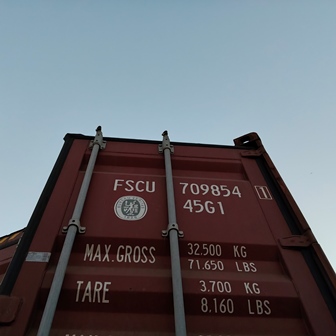 FSCU 709854 1
45G1
MAX.GROSS 32.500 KG
71.650 LBS
TARE 3.700 KG
8.160 LBS